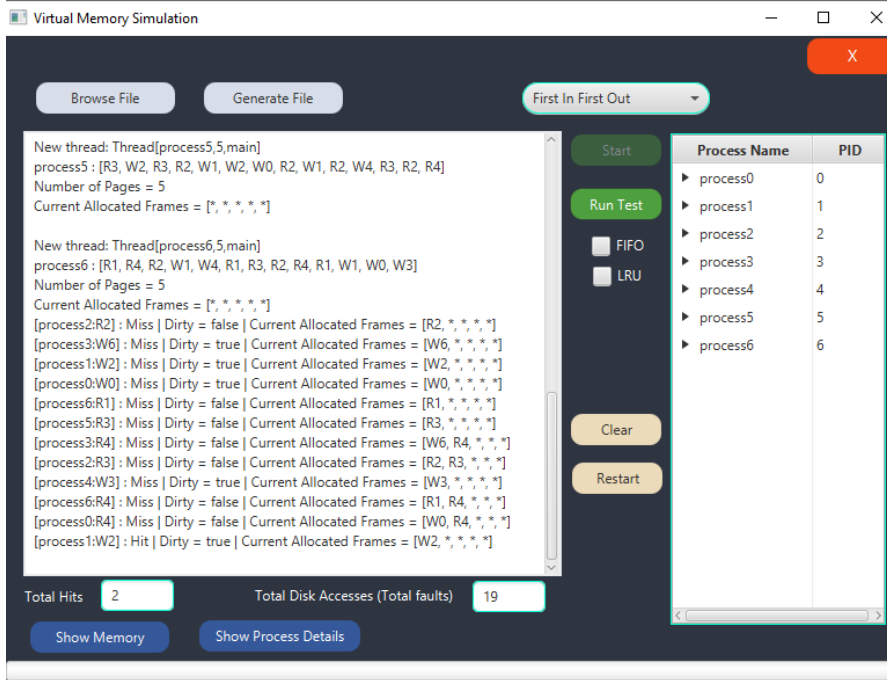 Virtual Memory Simulation
X
Browse File
Generate File
First In First Out
New thread: Thread[process5,5,main]
process5 : [R3, W2, R3, R2, W1, W2, W0, R2, W1, R2, W4, R3, R2, R4]
Number of Pages = 5
Current Allocated Frames = [*, *, *, *, *]
New thread: Thread[process6,5,main]
process6 : [R1, R4, R2, W1, W4, R1, R3, R2, R4, R1, W1, W0, W3]
Number of Pages = 5
Current Allocated Frames = [*, *, *, *, *]
[process2:R2] : Miss | Dirty = false | Current Allocated Frames = [R2, *, *, *, *]
[process3:W6] : Miss | Dirty = true | Current Allocated Frames = [W6, *, *, *, *]
[process1:W2] : Miss | Dirty = true | Current Allocated Frames = [W2, *, *, *, *]
[process0:W0] : Miss | Dirty = true | Current Allocated Frames = [W0, *, *, *, *]
[process6:R1] : Miss | Dirty = false | Current Allocated Frames = [R1, *, *, *, *]
[process5:R3] : Miss | Dirty = false | Current Allocated Frames = [R3, *, *, *, *]
[process3:R4] : Miss | Dirty = false | Current Allocated Frames = [W6, R4, *, *, *]
[process2:R3] : Miss | Dirty = false | Current Allocated Frames = [R2, R3, *, *, *]
[process4:W3] : Miss | Dirty = true | Current Allocated Frames = [W3, *, *, *, *]
[process6:R4] : Miss | Dirty = false | Current Allocated Frames = [R1, R4, *, *, *]
[process0:R4] : Miss | Dirty = false | Current Allocated Frames = [W0, R4, *, *, *]
[process1:W2] : Hit | Dirty = true | Current Allocated Frames = [W2, *, *, *, *]
Start
Run Test
FIFO
LRU
Clear
Restart
Process Name PID
process0 0
process1 1
process2 2
process3 3
process4 4
process5 5
process6 6
Total Hits 2
Total Disk Accesses (Total faults) 19
Show Memory
Show Process Details